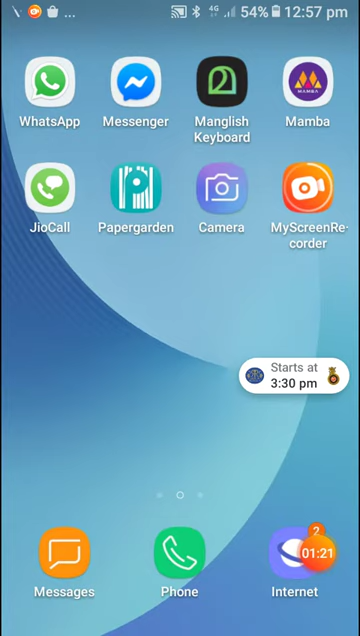 ... 4G 54% 12:57 pm
WhatsApp
Messenger
Manglish
Keyboard
MAMBA
Mamba
JioCall
Papergarden
Camera
MyScreenRe-
corder
Starts at
3:30 pm
2
01:21
Messages
Phone
Internet